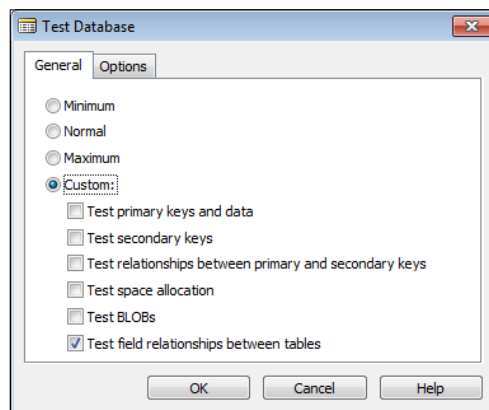 Test Database
General Options
Minimum
Normal
Maximum
Custom:
Test primary keys and data
Test secondary keys
Test relationships between primary and secondary keys
Test space allocation
Test BLOBs
Test field relationships between tables
OK Cancel Help